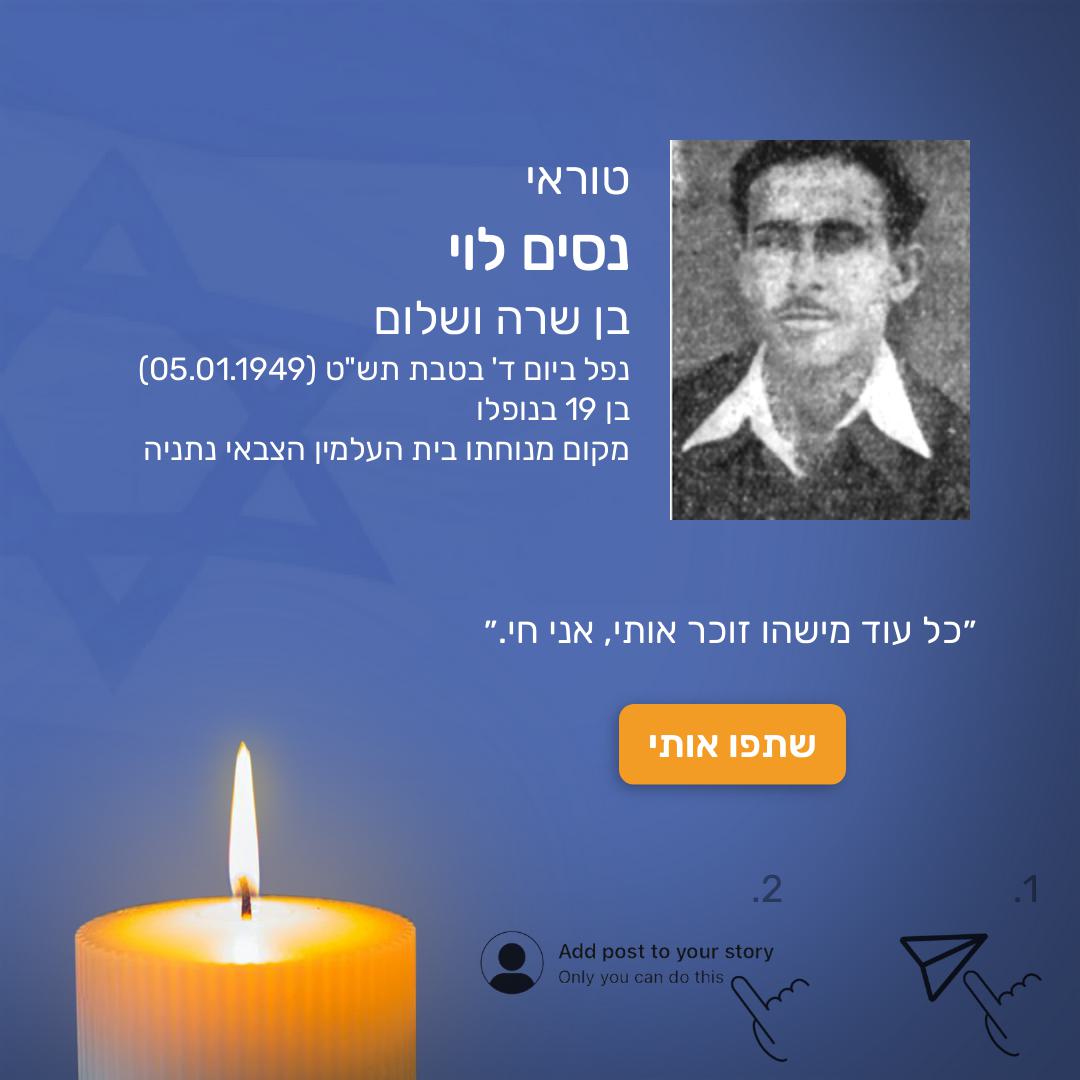 טוראי
נסים לוי
בן שרה ושלום
נפל ביום ד' בטבת תש"ט (05.01.1949)
בן 19 בנופלו
מקום מנוחתו בית העלמין הצבאי נתניה
״כל עוד מישהו זוכר אותי, אני חי.״
שתפו אותי
.1
.2
Add post to your story
Only you can do this